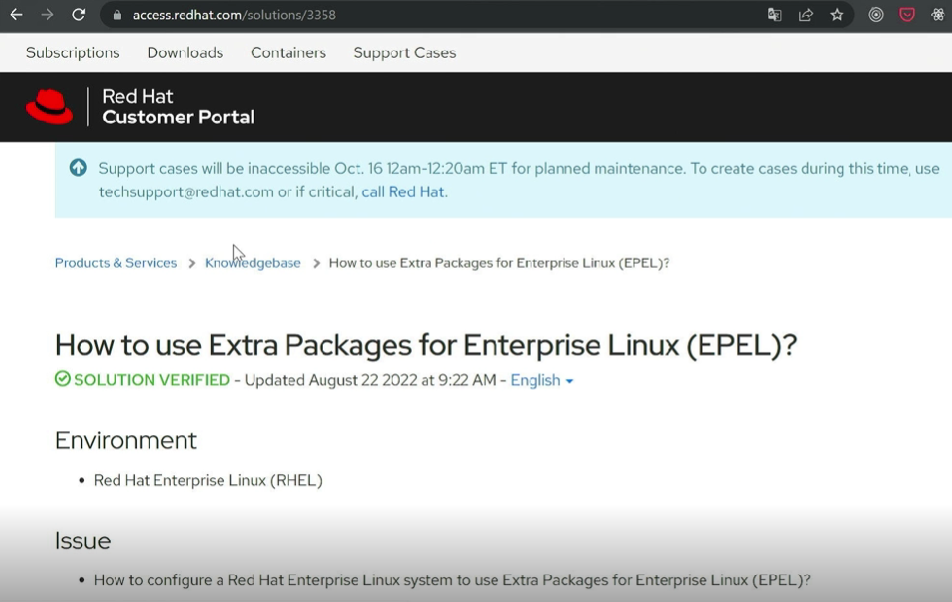 access.redhat.com/solutions/3358
Subscriptions Downloads Containers Support Cases
Red Hat
Customer Portal
Support cases will be inaccessible Oct. 16 12am-12:20am ET for planned maintenance. To create cases during this time, use
techsupport@redhat.com or if critical, call Red Hat.
Products & Services > Knowledgebase > How to use Extra Packages for Enterprise Linux (EPEL)?
How to use Extra Packages for Enterprise Linux (EPEL)?
SOLUTION VERIFIED - Updated August 22 2022 at 9:22 AM - English
Environment
• Red Hat Enterprise Linux (RHEL)
Issue
• How to configure a Red Hat Enterprise Linux system to use Extra Packages for Enterprise Linux (EPEL)?